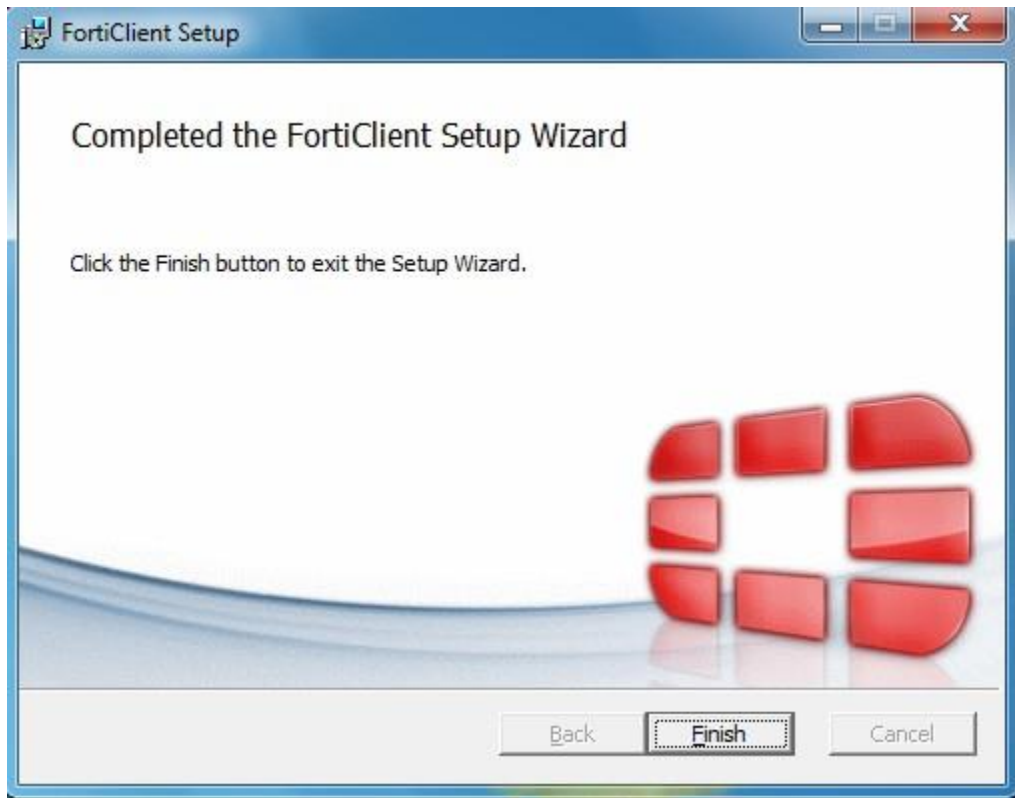 FortiClient Setup
Completed the FortiClient Setup Wizard
Click the Finish button to exit the Setup Wizard.
Back Finish Cancel